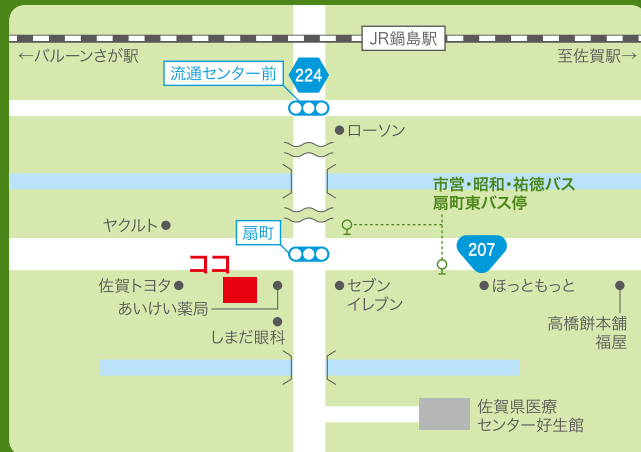 JR鍋島駅
←バルーンさが駅
至佐賀駅→
流通センター前
224
ローソン
市営・昭和・祐徳バス
扇町東バス停
ヤクルト
扇町
207
ココ
佐賀トヨタ
セブン
イレブン
ほっともっと
あいけい薬局
しまだ眼科
高橋餅本舗
福屋
佐賀県医療
センター好生館